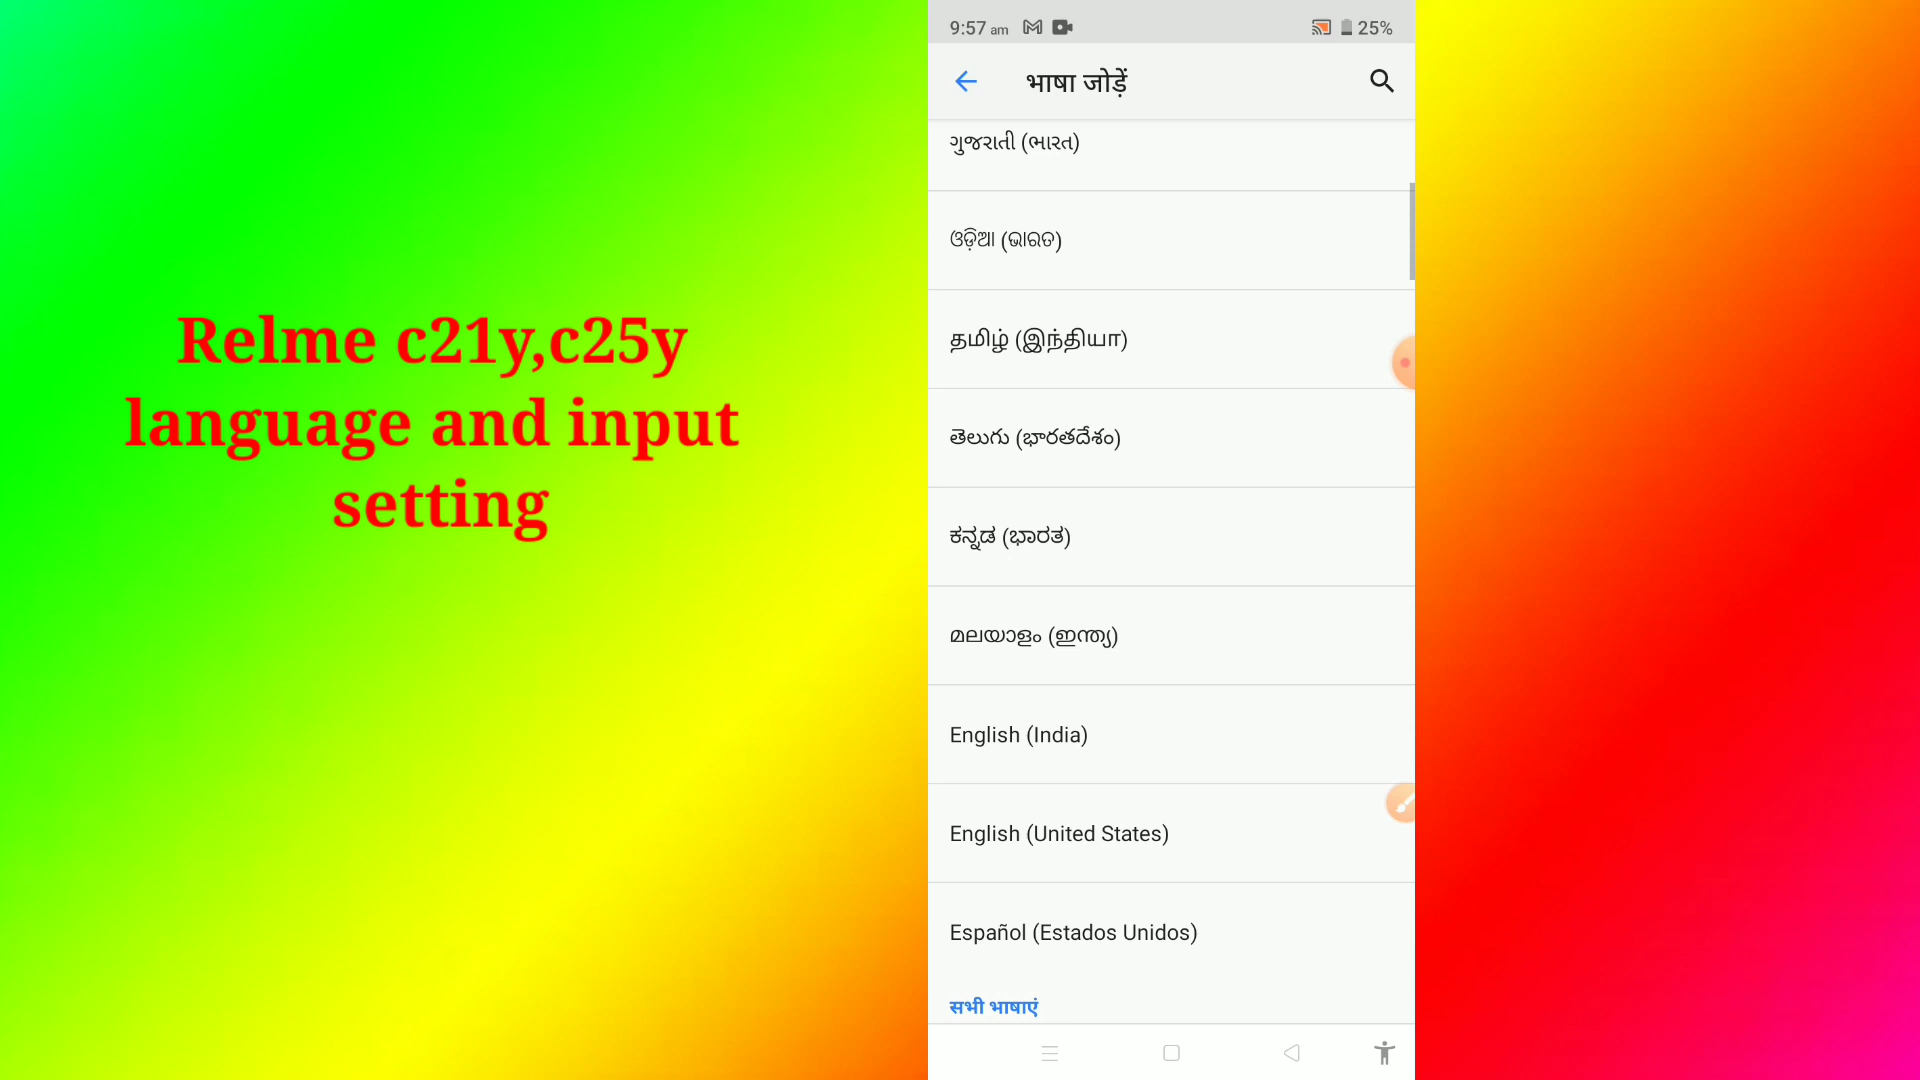 Relme c21y,c25y
language and input
setting
9:57 am
25%
भाषा जोड़ें
ગુજરાતી (ભારત)
ଓଡ଼ିଆ (ଭାରତ)
தமிழ் (இந்தியா)
తెలుగు (భారతదేశం)
ಕನ್ನಡ (ಭಾರತ)
മലയാളം (ഇന്ത്യ)
English (India)
English (United States)
Español (Estados Unidos)
सभी भाषाएं